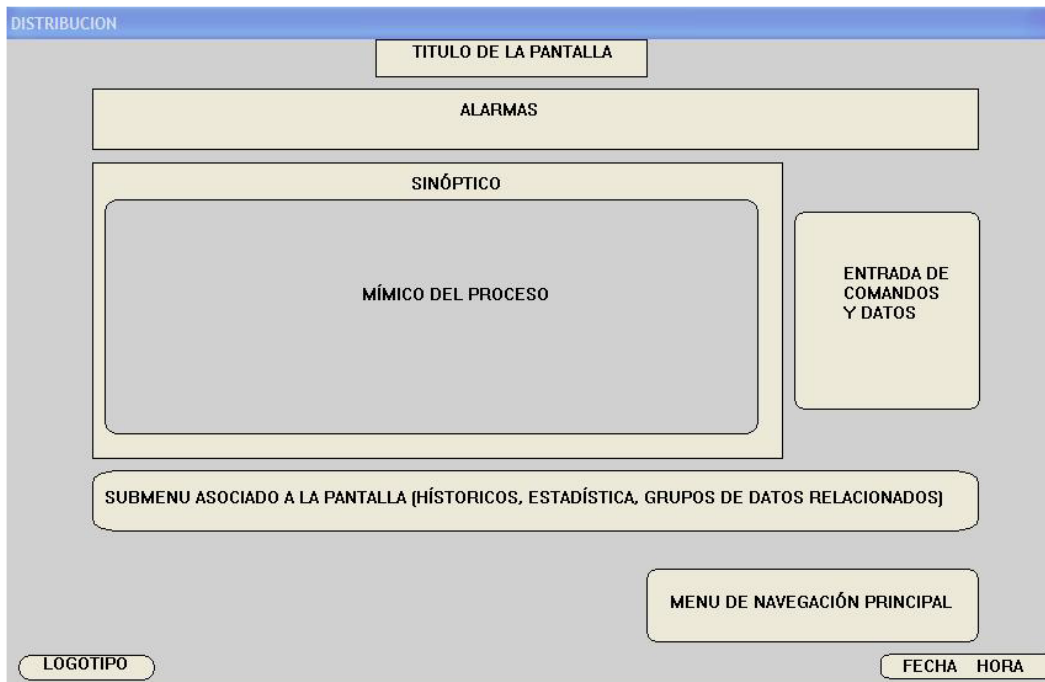 DISTRIBUCION
TITULO DE LA PANTALLA
ALARMAS
SINÓPTICO
MÍMICO DEL PROCESO
ENTRADA DE
COMANDOS
Y DATOS
SUBMENU ASOCIADO A LA PANTALLA (HÍSTORICOS, ESTADÍSTICA, GRUPOS DE DATOS RELACIONADOS)
MENU DE NAVEGACIÓN PRINCIPAL
LOGOTIPO
FECHA HORA